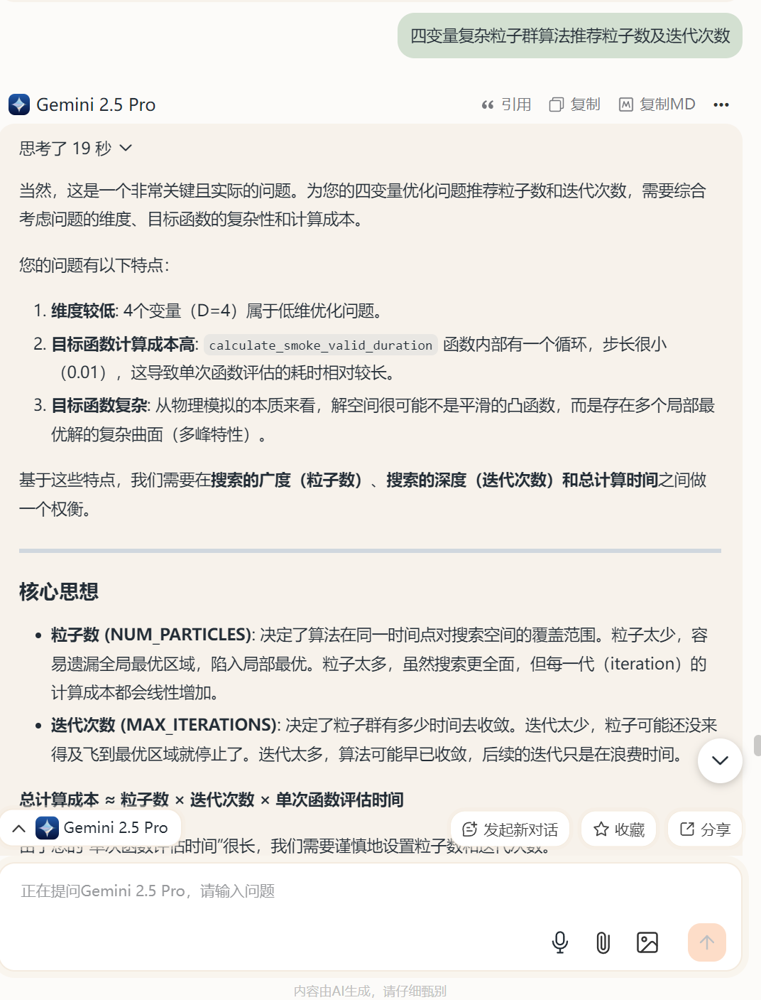 四变量复杂粒子群算法推荐粒子数及迭代次数
Gemini 2.5 Pro
引用 复制 复制MD
思考了 19 秒
当然，这是一个非常关键且实际的问题。为您的四变量优化问题推荐粒子数和迭代次数，需要综合
考虑问题的维度、目标函数的复杂性和计算成本。
您的问题有以下特点：
1. 维度较低: 4个变量（D=4）属于低维优化问题。
2. 目标函数计算成本高: calculate_smoke_valid_duration 函数内部有一个循环，步长很小
（0.01），这导致单次函数评估的耗时相对较长。
3. 目标函数复杂: 从物理模拟的本质来看，解空间很可能不是平滑的凸函数，而是存在多个局部最
优解的复杂曲面（多峰特性）。
基于这些特点，我们需要在搜索的广度（粒子数）、搜索的深度（迭代次数）和总计算时间之间做
一个权衡。
核心思想
• 粒子数 (NUM_PARTICLES): 决定了算法在同一时间点对搜索空间的覆盖范围。粒子太少，容
易遗漏全局最优区域，陷入局部最优。粒子太多，虽然搜索更全面，但每一代（iteration）的
计算成本都会线性增加。
• 迭代次数 (MAX_ITERATIONS): 决定了粒子群有多少时间去收敛。迭代太少，粒子可能还没来
得及飞到最优区域就停止了。迭代太多，算法可能早已收敛，后续的迭代只是在浪费时间。
总计算成本 ≈ 粒子数 × 迭代次数 × 单次函数评估时间
Gemini 2.5 Pro
发起新对话 收藏 分享
由于您的“单次函数评估时间”很长，我们需要谨慎地设置粒子数和迭代次数。
正在提问Gemini 2.5 Pro，请输入问题
内容由AI生成，请仔细甄别